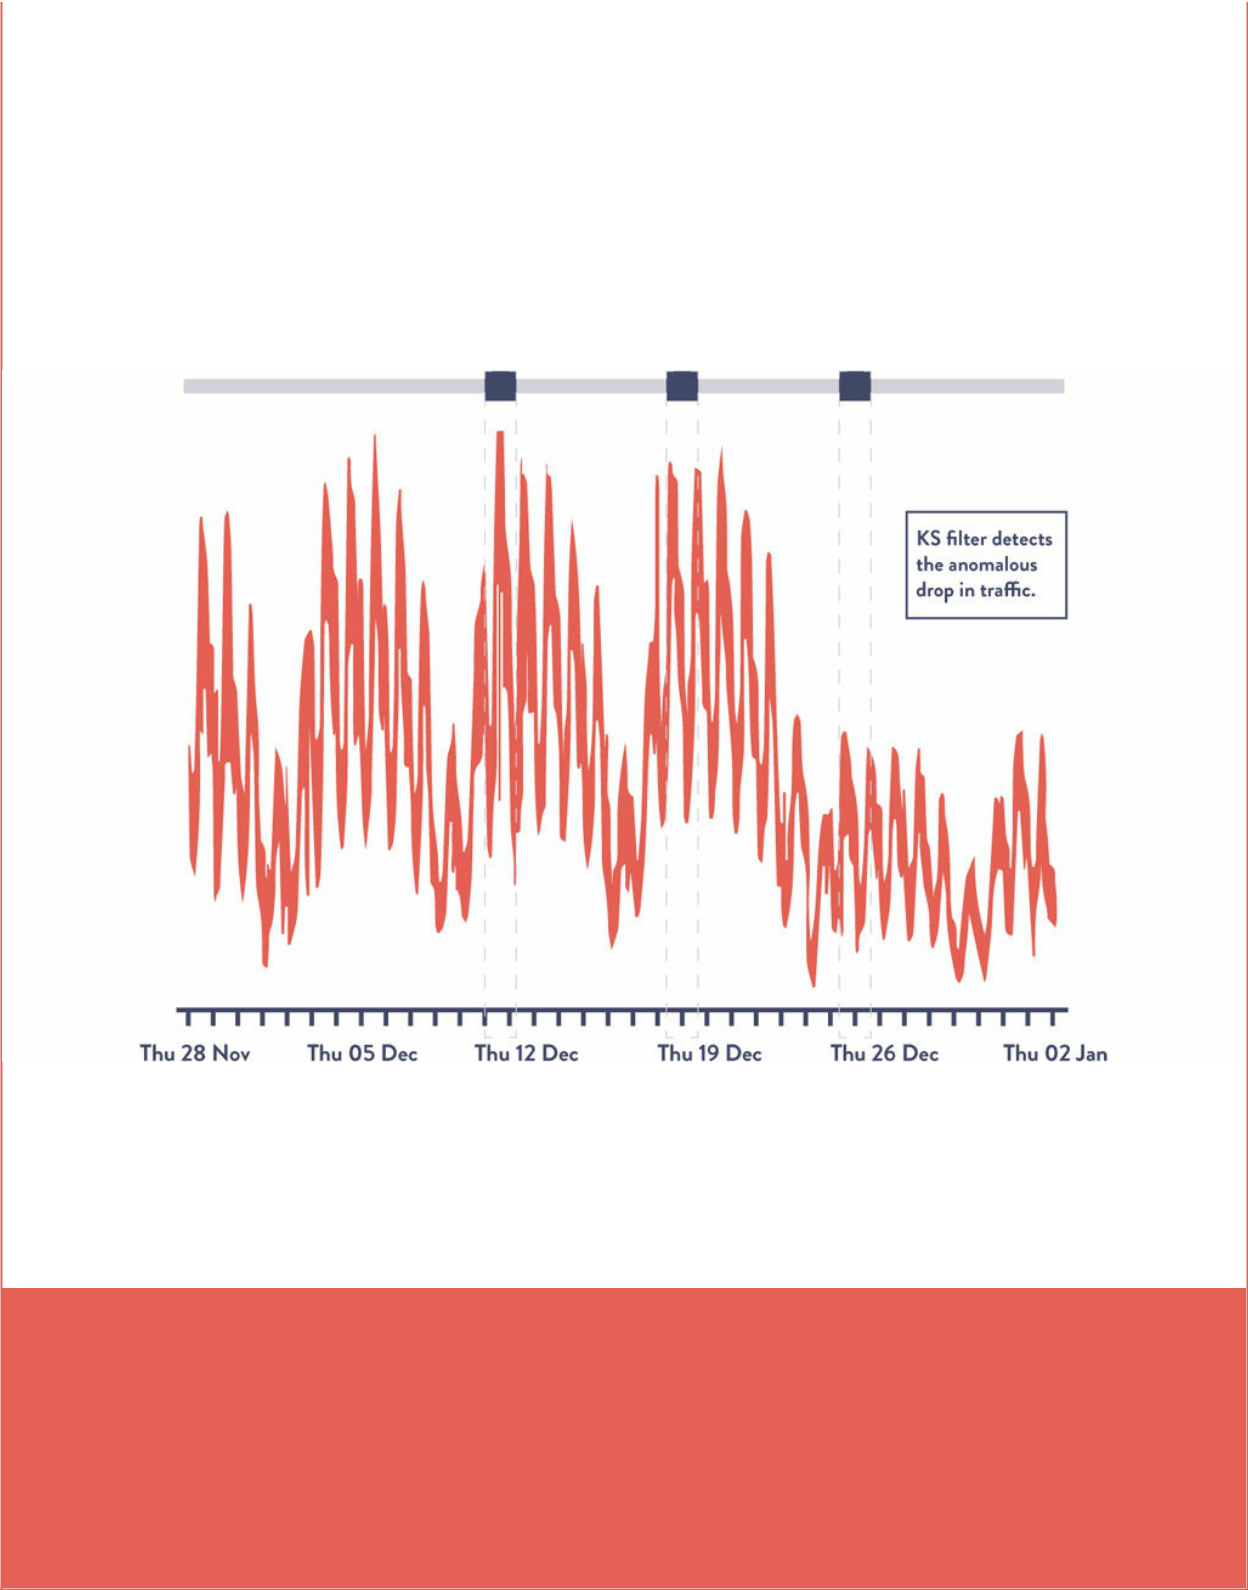 KS filter detects
the anomalous
drop in traffic.
Thu 28 Nov Thu 05 Dec Thu 12 Dec Thu 19 Dec Thu 26 Dec Thu 02 Jan